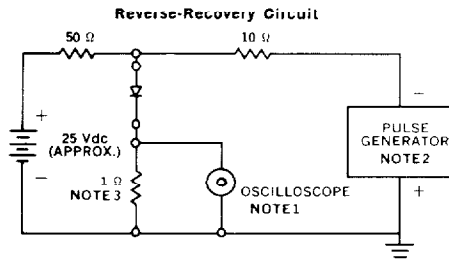 Reverse-Recovery Circuit
50 Ω
10 Ω
+
25 Vdc
(APPROX.)
−
1 Ω
NOTE 3
OSCILLOSCOPE
NOTE 1
−
PULSE
GENERATOR
NOTE 2
+